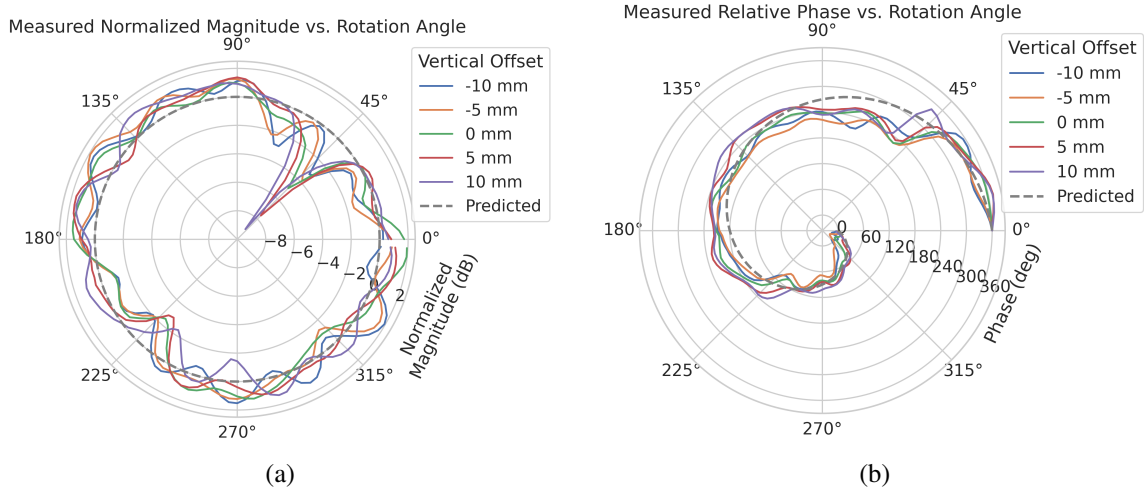 Measured Normalized Magnitude vs. Rotation Angle
90°
135°
45°
180°
0°
225°
315°
270°
−8
−6
−4
−2
0
2
Normalized
Magnitude (dB)
Vertical Offset
-10 mm
-5 mm
0 mm
5 mm
10 mm
Predicted
(a)
Measured Relative Phase vs. Rotation Angle
90°
135°
45°
180°
0°
225°
315°
270°
0
60
120
180
240
300
360
Phase (deg)
Vertical Offset
-10 mm
-5 mm
0 mm
5 mm
10 mm
Predicted
(b)